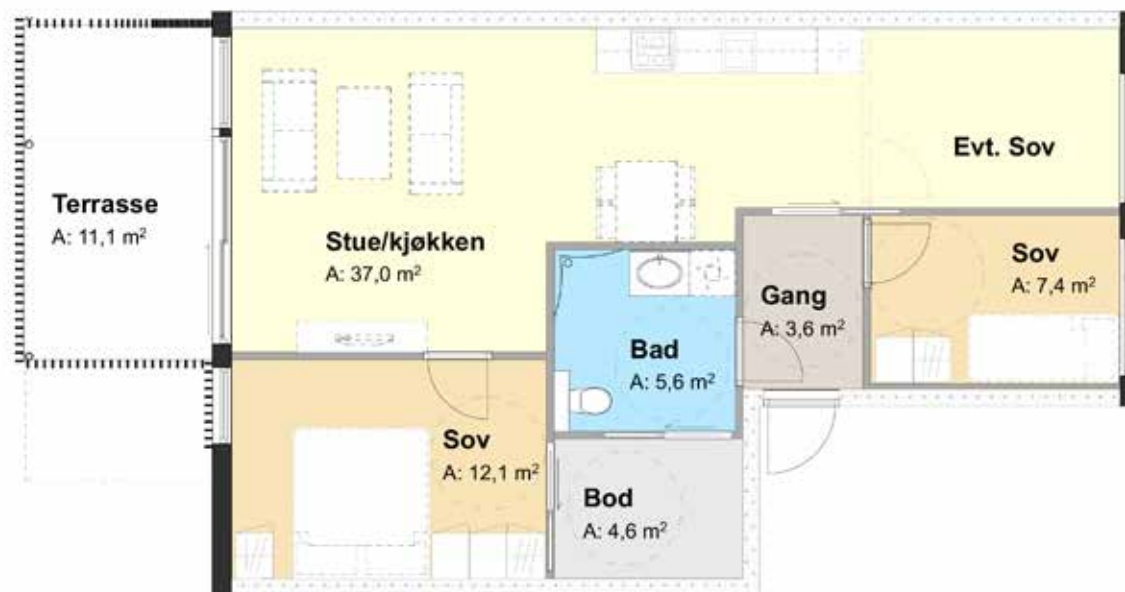 Terrasse
A: 11,1 m²
Stue/kjøkken
A: 37,0 m²
Evt. Sov
Sov
A: 7,4 m²
Gang
A: 3,6 m²
Bad
A: 5,6 m²
Sov
A: 12,1 m²
Bod
A: 4,6 m²